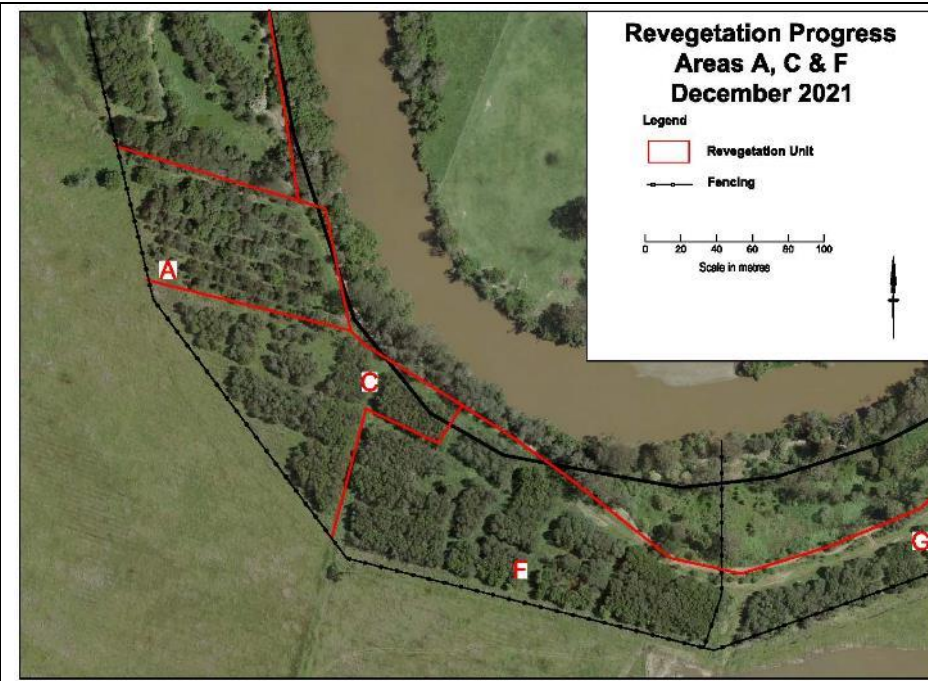 Revegetation Progress
Areas A, C & F
December 2021
Legend
Revegetation Unit
Fencing
0 20 40 60 80 100
Scale in metres
A
C
F
G